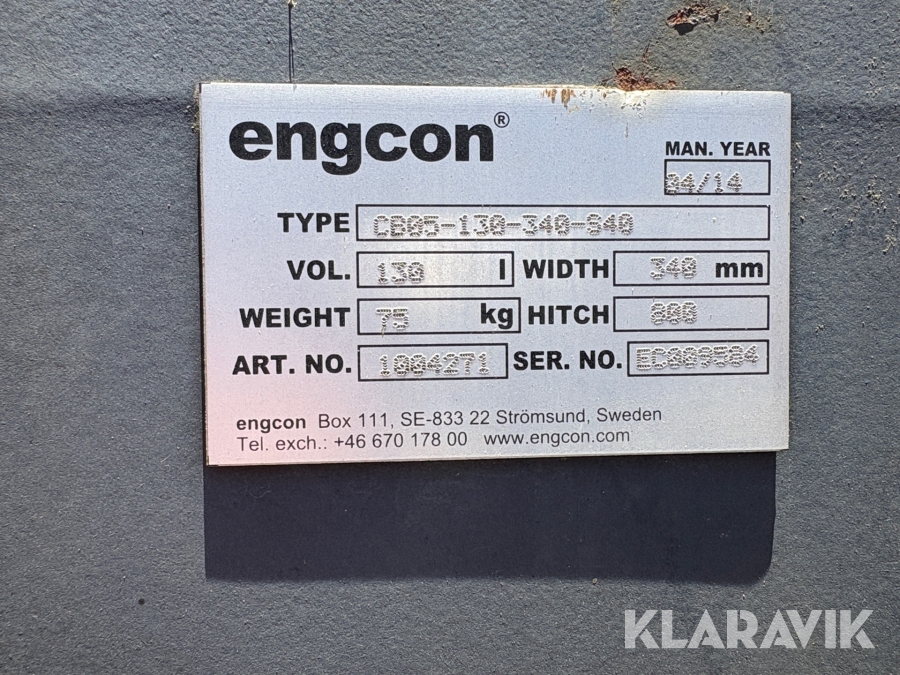 engcon®
MAN. YEAR
04/14
TYPE CB05-130-340-S40
VOL. 130 l WIDTH 340 mm
WEIGHT 75 kg HITCH S00
ART. NO. 1004271 SER. NO.
engcon Box 111, SE-833 22 Strömsund, Sweden
Tel. exch.: +46 670 178 00 www.engcon.com
KLARAVIK